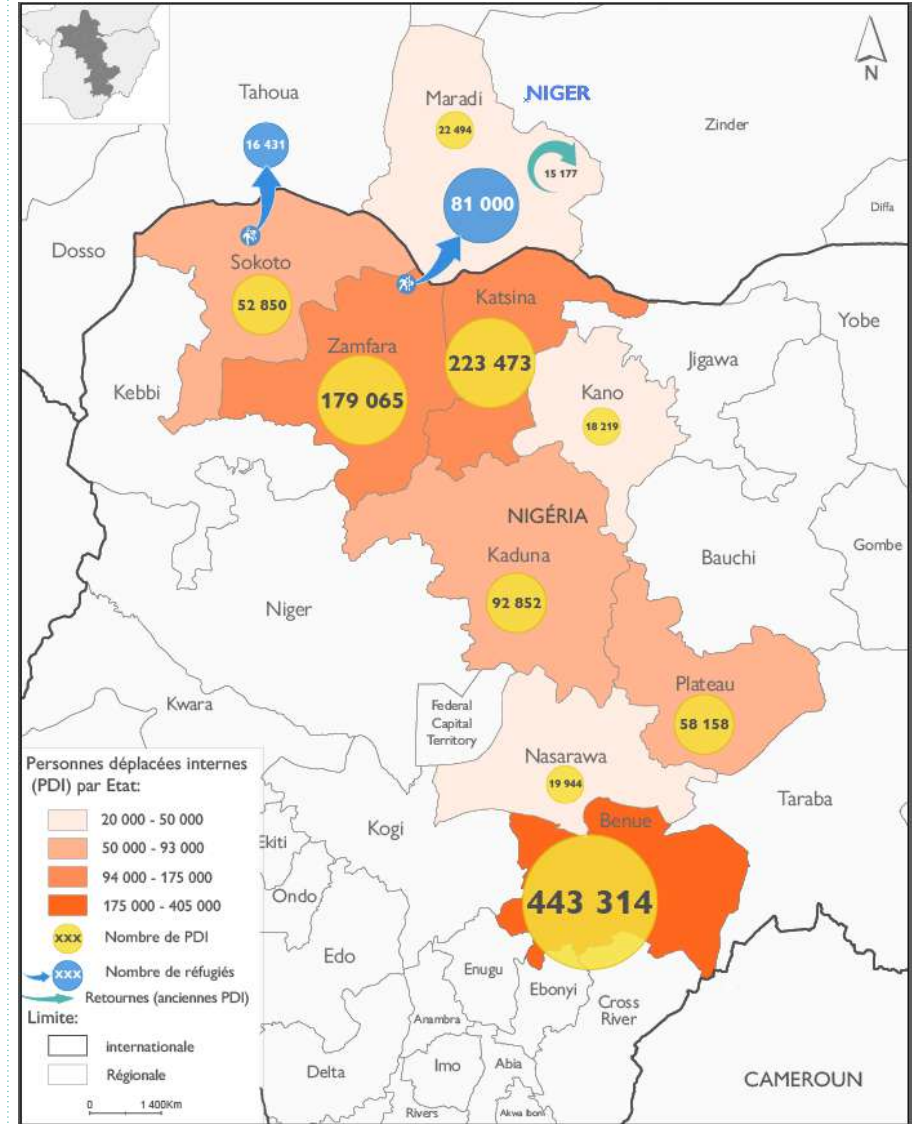 N
Tahoua
Maradi
NIGER
22 494
Zinder
16 431
15 177
81 000
Diffa
Dosso
Sokoto
52 850
Katsina
Yobe
Zamfara
223 473
Jigawa
Kebbi
179 065
Kano
18 219
NIGÉRIA
Kaduna
Bauchi
Gombe
92 852
Niger
Plateau
58 158
Kwara
Federal
Capital
Territory
Nasarawa
19 944
Taraba
Personnes déplacées internes
(PDI) par Etat:
20 000 - 50 000
50 000 - 93 000
94 000 - 175 000
175 000 - 405 000
xxx Nombre de PDI
xxx Nombre de réfugiés
Retournes (anciennes PDI)
Limite:
internationale
Régionale
0 1 400Km
Kogi
Benue
Ekiti
Ondo
443 314
Edo
Enugu
Ebonyi
Cross
River
Anambra
Delta
Imo
Abia
CAMEROUN
Rivers
Akwa Ibom